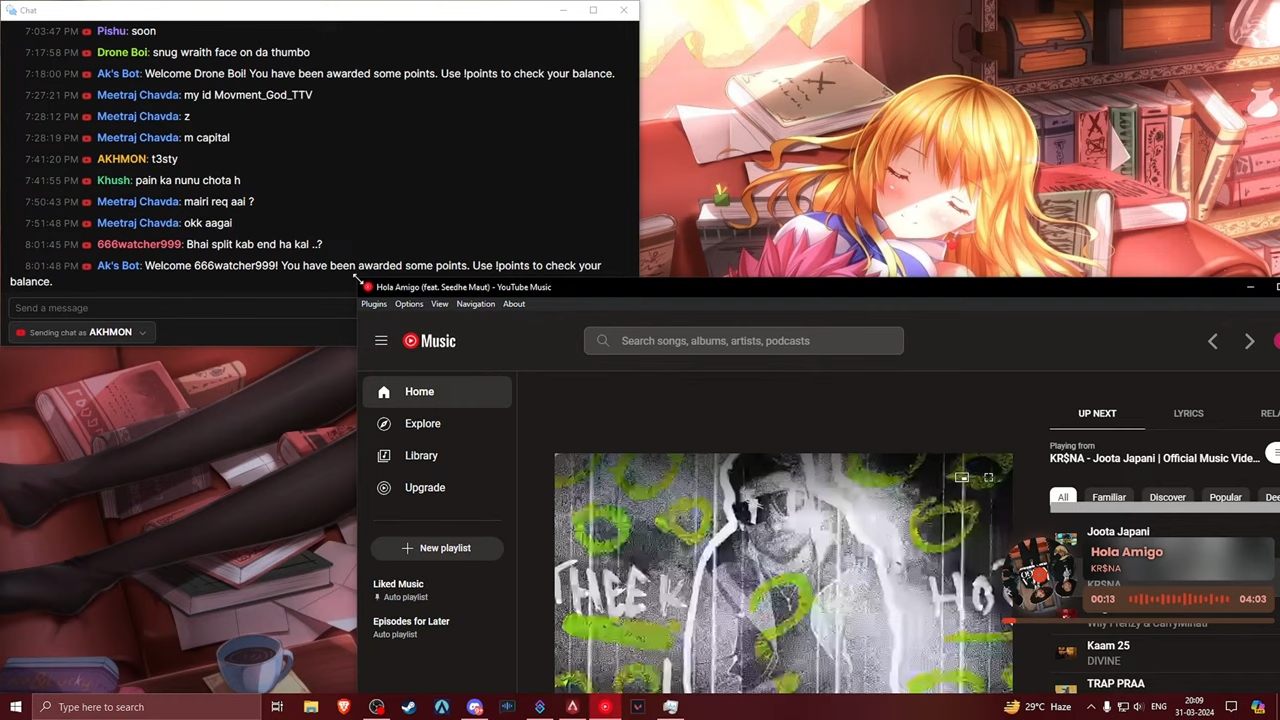 Chat
7:03:47 PM Pishu: soon
7:17:58 PM Drone Boi: snug wraith face on da thumbo
7:18:00 PM Ak's Bot: Welcome Drone Boi! You have been awarded some points. Use !points to check your balance.
7:27:21 PM Meetraj Chavda: my id Movment_God_TTV
7:28:12 PM Meetraj Chavda: z
7:28:19 PM Meetraj Chavda: m capital
7:41:20 PM AKHMON: t3sty
7:41:55 PM Khush: pain ka nunu chota h
7:50:43 PM Meetraj Chavda: mairi req aai ?
7:51:48 PM Meetraj Chavda: okk aagai
8:01:45 PM 666watcher999: Bhai split kab end ha kal ..?
8:01:48 PM Ak's Bot: Welcome 666watcher999! You have been awarded some points. Use !points to check your
balance.
Send a message
Sending chat as AKHMON
Hola Amigo (feat. Seedhe Maut) - YouTube Music
Plugins Options View Navigation About
Music
Search songs, albums, artists, podcasts
Home
Explore
Library
Upgrade
New playlist
Liked Music
Auto playlist
Episodes for Later
Auto playlist
THEEK
HO
UP NEXT LYRICS REL
Playing from
KR$NA - Joota Japani | Official Music Vide...
All Familiar Discover Popular Dee
Joota Japani
Hola Amigo
KR$NA
KR$NA
00:13 04:03
Wily Frenzy & CarryMinati
Kaam 25
DIVINE
TRAP PRAA
Type here to search
29°C Haze
ENG
20:09
31-03-2024